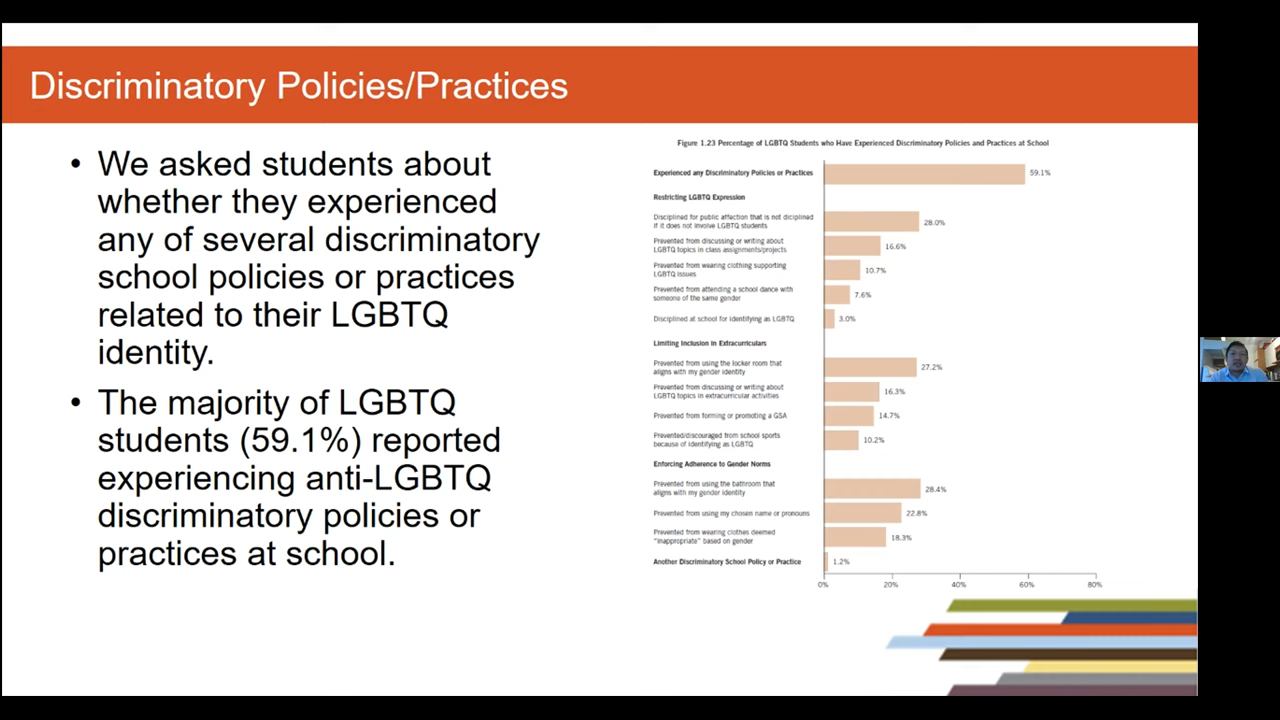 Discriminatory Policies/Practices
• We asked students about
whether they experienced
any of several discriminatory
school policies or practices
related to their LGBTQ
identity.
• The majority of LGBTQ
students (59.1%) reported
experiencing anti-LGBTQ
discriminatory policies or
practices at school.
Figure 1.23 Percentage of LGBTQ Students who Have Experienced Discriminatory Policies and Practices at School
Experienced any Discriminatory Policies or Practices 59.1%
Restricting LGBTQ Expression
Disciplined for public affection that is not diciplined
if it does not involve LGBTQ students 28.0%
Prevented from discussing or writing about
LGBTQ topics in class assignments/projects 16.6%
Prevented from wearing clothing supporting
LGBTQ issues 10.7%
Prevented from attending a school dance with
someone of the same gender 7.6%
Disciplined at school for identifying as LGBTQ 3.0%
Limiting Inclusion in Extracurriculars
Prevented from using the locker room that
aligns with my gender identity 27.2%
Prevented from discussing or writing about
LGBTQ topics in extracurricular activities 16.3%
Prevented from forming or promoting a GSA 14.7%
Prevented/discouraged from school sports
because of identifying as LGBTQ 10.2%
Enforcing Adherence to Gender Norms
Prevented from using the bathroom that
aligns with my gender identity 28.4%
Prevented from using my chosen name or pronouns 22.8%
Prevented from wearing clothes deemed
"inappropriate" based on gender 18.3%
Another Discriminatory School Policy or Practice 1.2%
0% 20% 40% 60% 80%